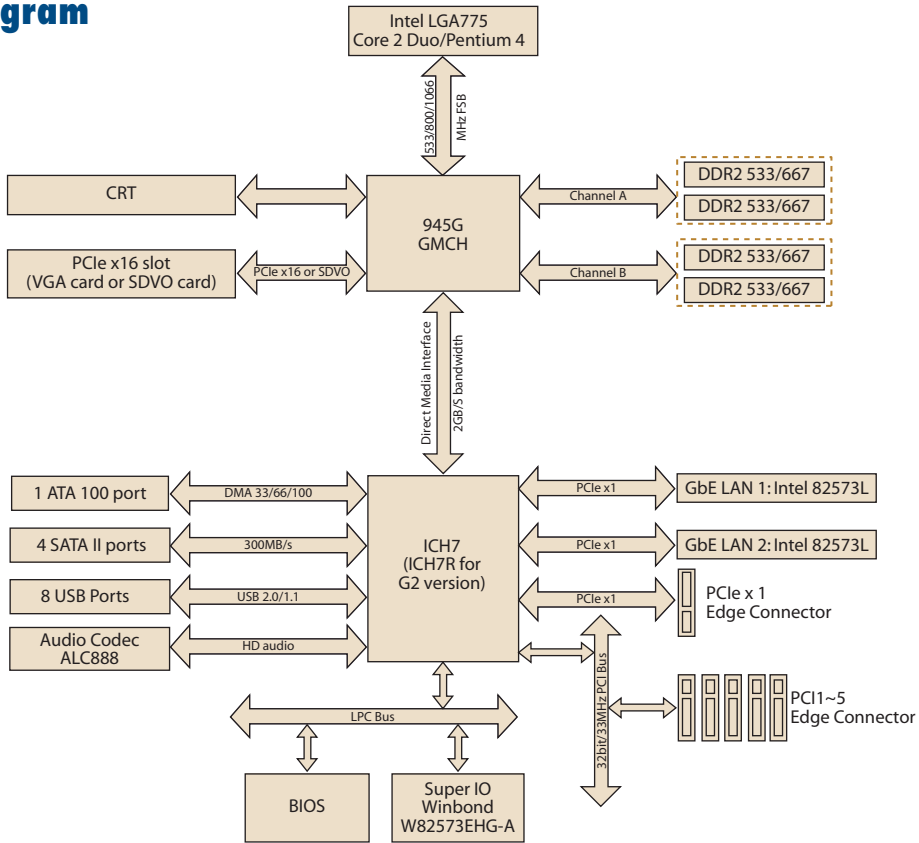 gram
Intel LGA775
Core 2 Duo/Pentium 4
533/800/1066
MHz FSB
CRT
945G
GMCH
Channel A
DDR2 533/667
DDR2 533/667
PCIe x16 slot
(VGA card or SDVO card)
PCIe x16 or SDVO
Channel B
DDR2 533/667
DDR2 533/667
Direct Media Interface
2GB/S bandwidth
1 ATA 100 port
DMA 33/66/100
ICH7
(ICH7R for
G2 version)
PCIe x1
GbE LAN 1: Intel 82573L
4 SATA II ports
300MB/s
PCIe x1
GbE LAN 2: Intel 82573L
8 USB Ports
USB 2.0/1.1
PCIe x1
PCIe x 1
Edge Connector
Audio Codec
ALC888
HD audio
32bit/33MHz PCI Bus
PCI1~5
Edge Connector
LPC Bus
BIOS
Super IO
Winbond
W82573EHG-A